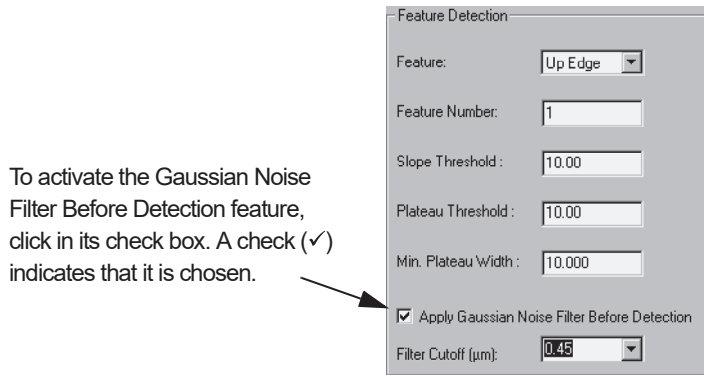 Feature Detection
Feature: Up Edge
Feature Number: 1
Slope Threshold : 10.00
Plateau Threshold : 10.00
Min. Plateau Width : 10.000
Apply Gaussian Noise Filter Before Detection
Filter Cutoff (µm): 0.45
To activate the Gaussian Noise
Filter Before Detection feature,
click in its check box. A check (✓)
indicates that it is chosen.